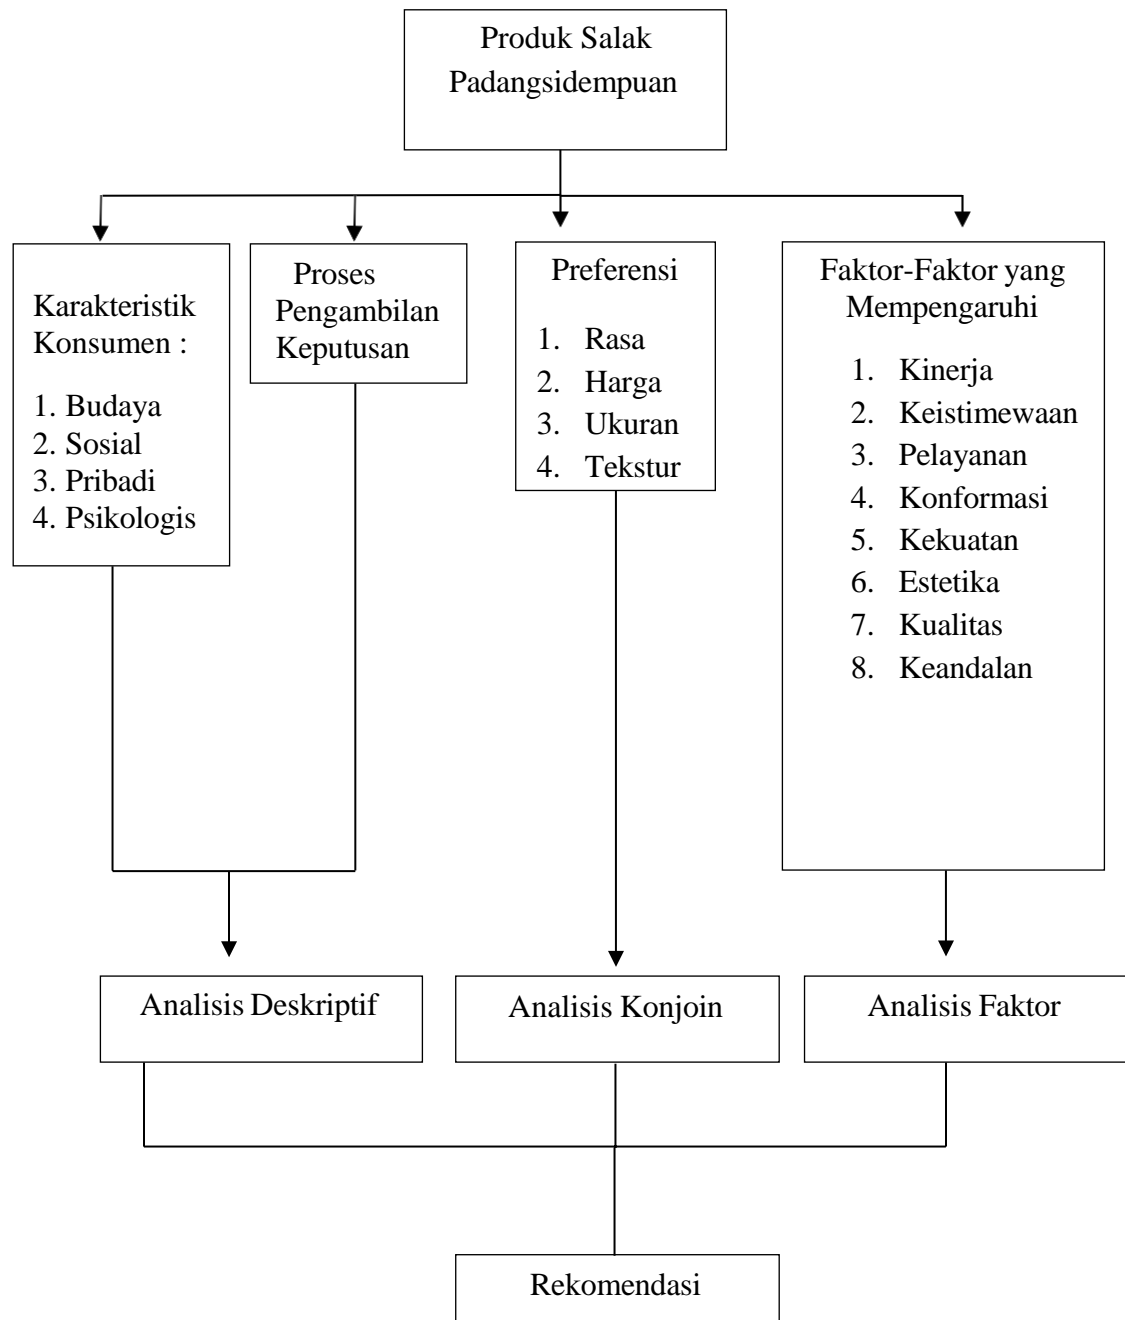 Produk Salak
Padangsidempuan
Karakteristik
Konsumen :
1. Budaya
2. Sosial
3. Pribadi
4. Psikologis
Proses
Pengambilan
Keputusan
Preferensi
1. Rasa
2. Harga
3. Ukuran
4. Tekstur
Faktor-Faktor yang
Mempengaruhi
1. Kinerja
2. Keistimewaan
3. Pelayanan
4. Konformasi
5. Kekuatan
6. Estetika
7. Kualitas
8. Keandalan
Analisis Deskriptif
Analisis Konjoin
Analisis Faktor
Rekomendasi